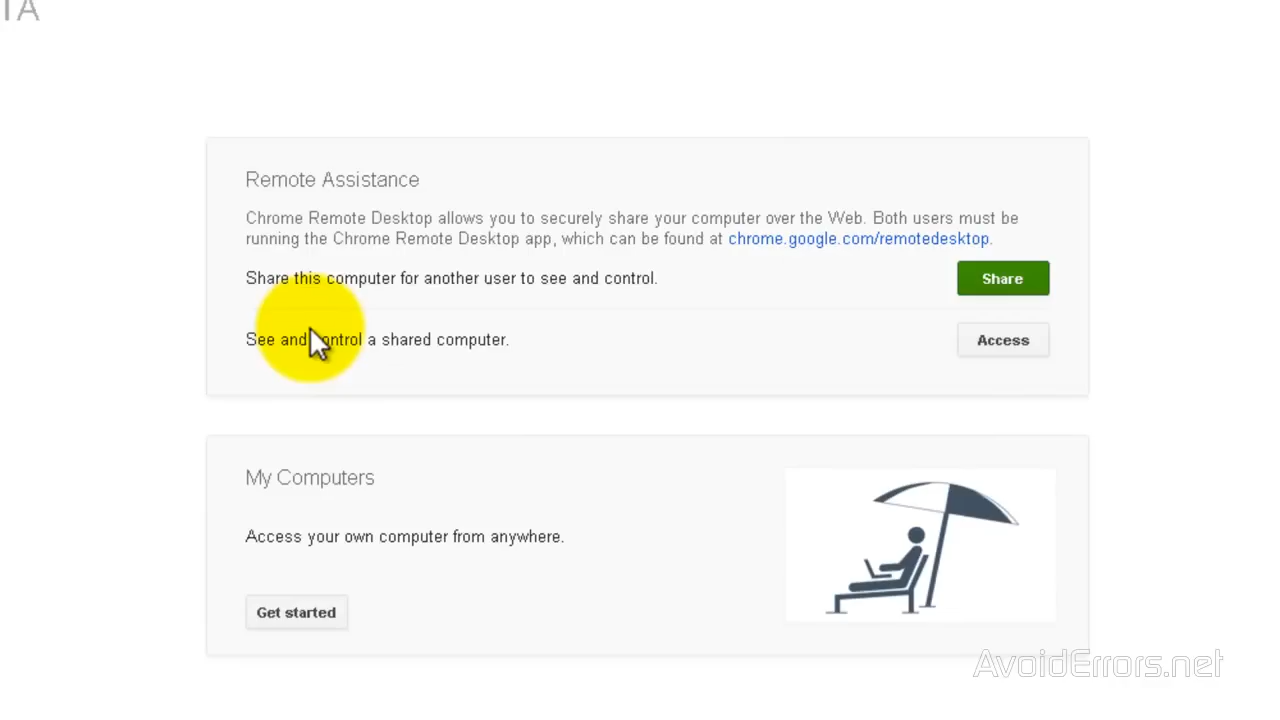 TA
Remote Assistance
Chrome Remote Desktop allows you to securely share your computer over the Web. Both users must be
running the Chrome Remote Desktop app, which can be found at chrome.google.com/remotedesktop.
Share this computer for another user to see and control.
Share
See and control a shared computer.
Access
My Computers
Access your own computer from anywhere.
Get started
AvoidErrors.net